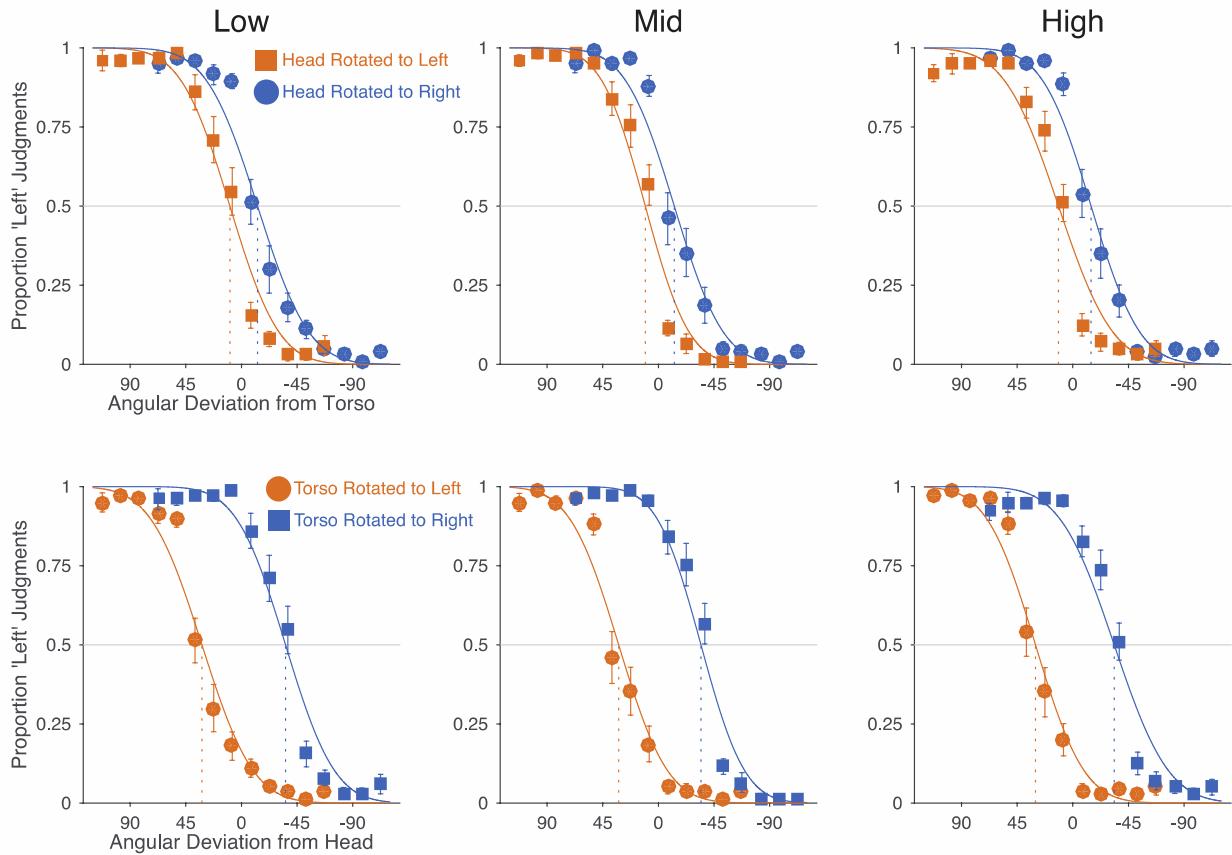 Low
Mid
High
Proportion 'Left' Judgments
1
0.75
0.5
0.25
0
Head Rotated to Left
Head Rotated to Right
90 45 0 -45 -90
Angular Deviation from Torso
1
0.75
0.5
0.25
0
90 45 0 -45 -90
1
0.75
0.5
0.25
0
90 45 0 -45 -90
Proportion 'Left' Judgments
1
0.75
0.5
0.25
0
Torso Rotated to Left
Torso Rotated to Right
90 45 0 -45 -90
Angular Deviation from Head
1
0.75
0.5
0.25
0
90 45 0 -45 -90
1
0.75
0.5
0.25
0
90 45 0 -45 -90